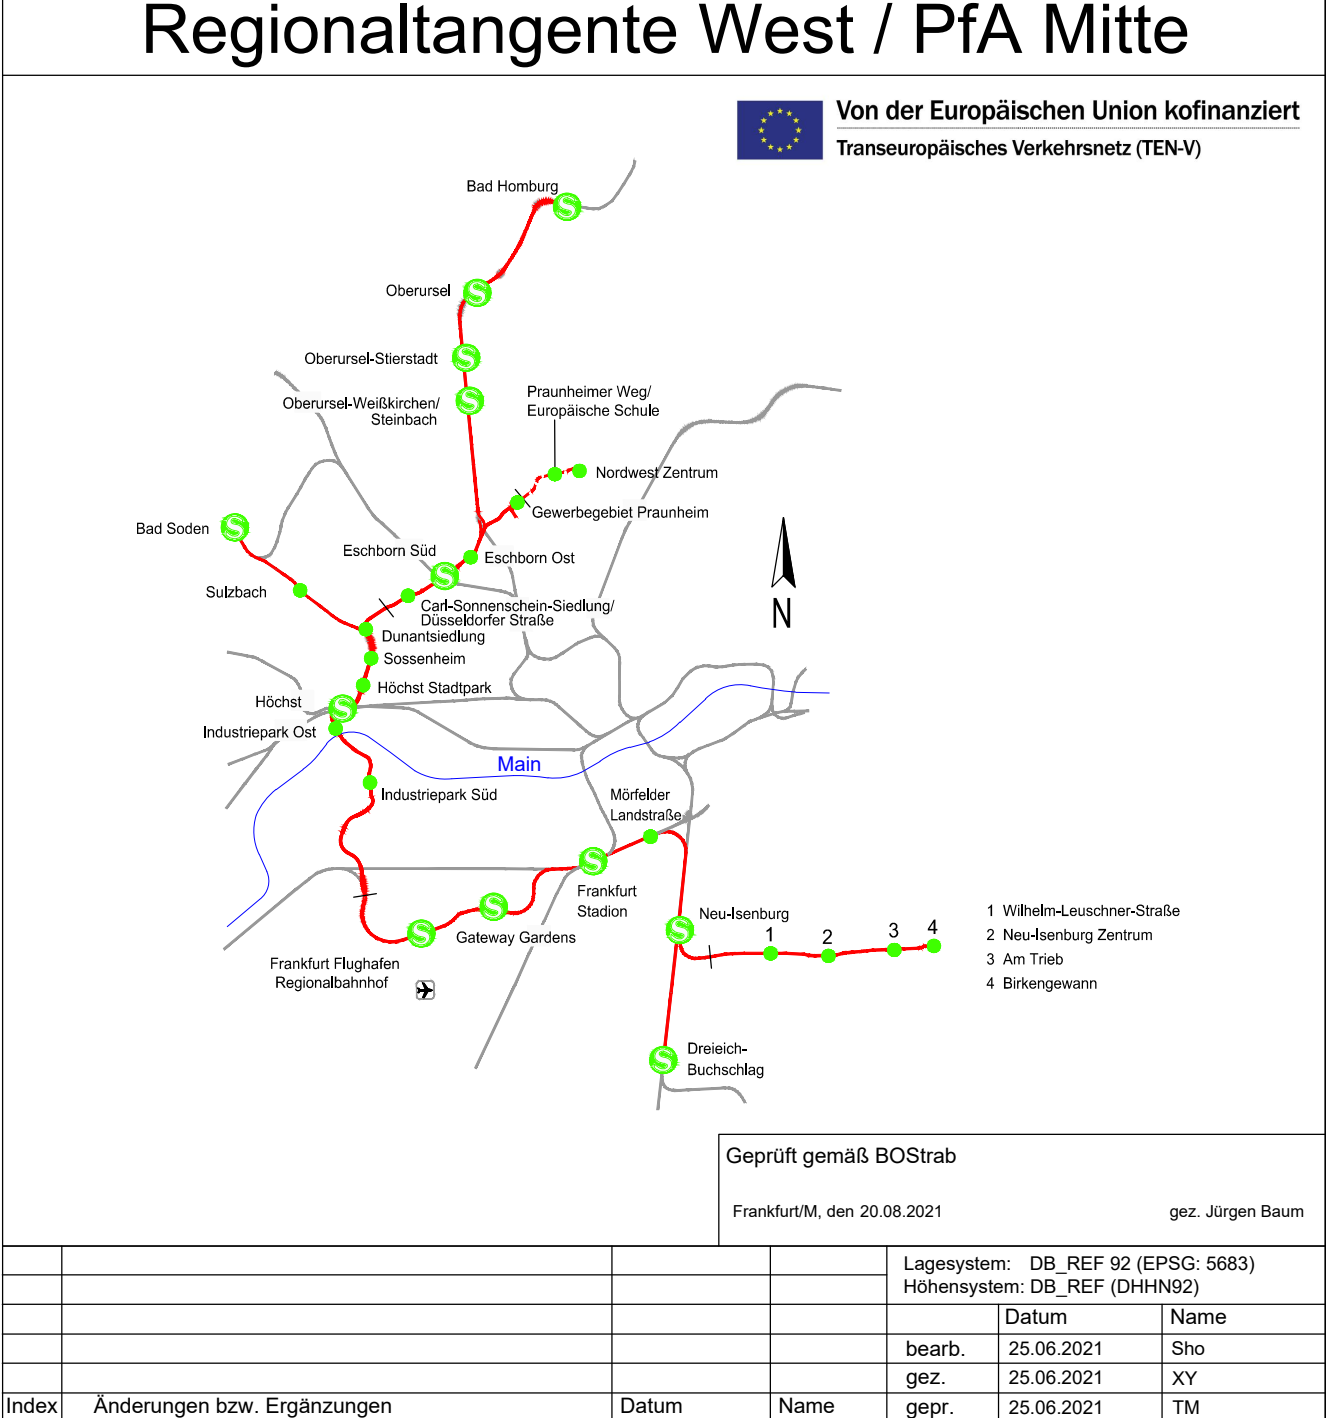 Regionaltangente West / PfA Mitte
Von der Europäischen Union kofinanziert
Transeuropäisches Verkehrsnetz (TEN-V)
Bad Homburg
S
Oberursel
S
Oberursel-Stierstadt
S
Oberursel-Weißkirchen/
Steinbach
S
Praunheimer Weg/
Europäische Schule
Nordwest Zentrum
Gewerbegebiet Praunheim
Bad Soden
S
Eschborn Süd
S
Eschborn Ost
Sulzbach
Carl-Sonnenschein-Siedlung/
Düsseldorfer Straße
Dunantsiedlung
Sossenheim
Höchst Stadtpark
Höchst
S
Industriepark Ost
N
Main
Industriepark Süd
Mörfelder
Landstraße
S
Frankfurt
Stadion
S
Gateway Gardens
S
Frankfurt Flughafen
Regionalbahnhof
Neu-Isenburg
S
1
2
3
4
1 Wilhelm-Leuschner-Straße
2 Neu-Isenburg Zentrum
3 Am Trieb
4 Birkengewann
S
Dreieich-
Buchschlag
Geprüft gemäß BOStrab
Frankfurt/M, den 20.08.2021 gez. Jürgen Baum
Lagesystem: DB_REF 92 (EPSG: 5683)
Höhensystem: DB_REF (DHHN92)
Datum Name
bearb. 25.06.2021 Sho
gez. 25.06.2021 XY
Index Änderungen bzw. Ergänzungen Datum Name gepr. 25.06.2021 TM